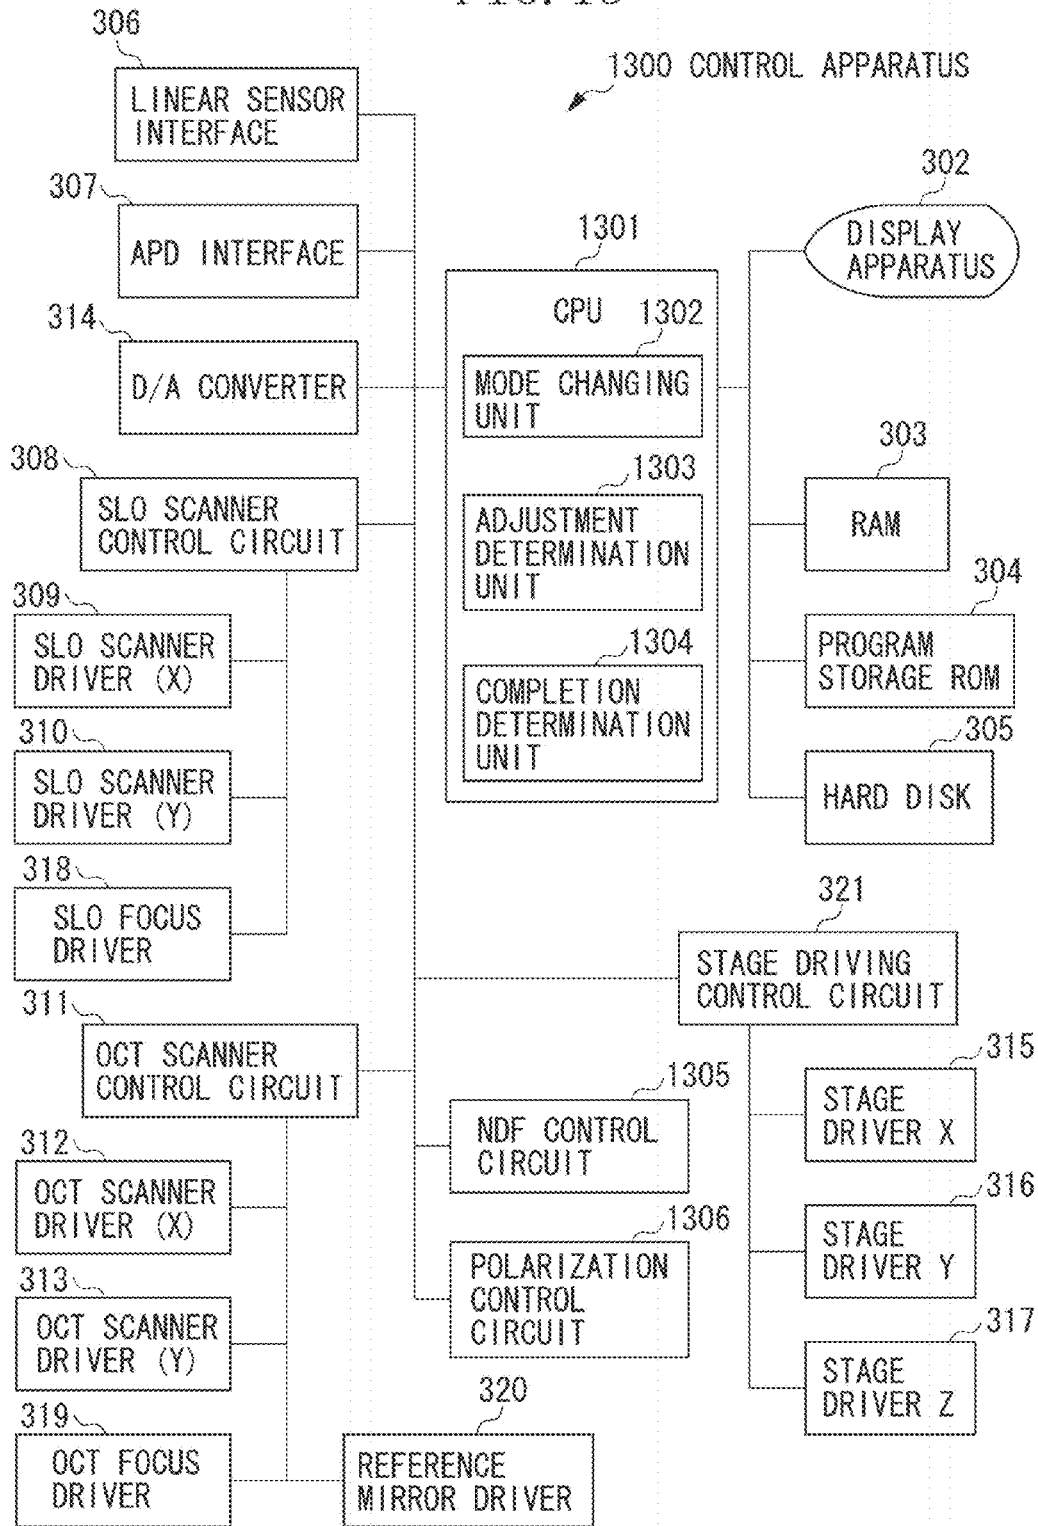 306
1300 CONTROL APPARATUS
LINEAR SENSOR
INTERFACE
302
307
DISPLAY
APPARATUS
APD INTERFACE
1301
CPU
314
1302
D/A CONVERTER
MODE CHANGING
UNIT
308
303
SLO SCANNER
CONTROL CIRCUIT
1303
RAM
ADJUSTMENT
DETERMINATION
UNIT
309
304
SLO SCANNER
DRIVER (X)
PROGRAM
STORAGE ROM
1304
COMPLETION
DETERMINATION
UNIT
310
305
SLO SCANNER
DRIVER (Y)
HARD DISK
318
321
SLO FOCUS
DRIVER
STAGE DRIVING
CONTROL CIRCUIT
311
315
OCT SCANNER
CONTROL CIRCUIT
1305
STAGE
DRIVER X
NDF CONTROL
CIRCUIT
312
316
OCT SCANNER
DRIVER (X)
1306
STAGE
DRIVER Y
POLARIZATION
CONTROL
CIRCUIT
313
317
OCT SCANNER
DRIVER (Y)
STAGE
DRIVER Z
319
320
OCT FOCUS
DRIVER
REFERENCE
MIRROR DRIVER